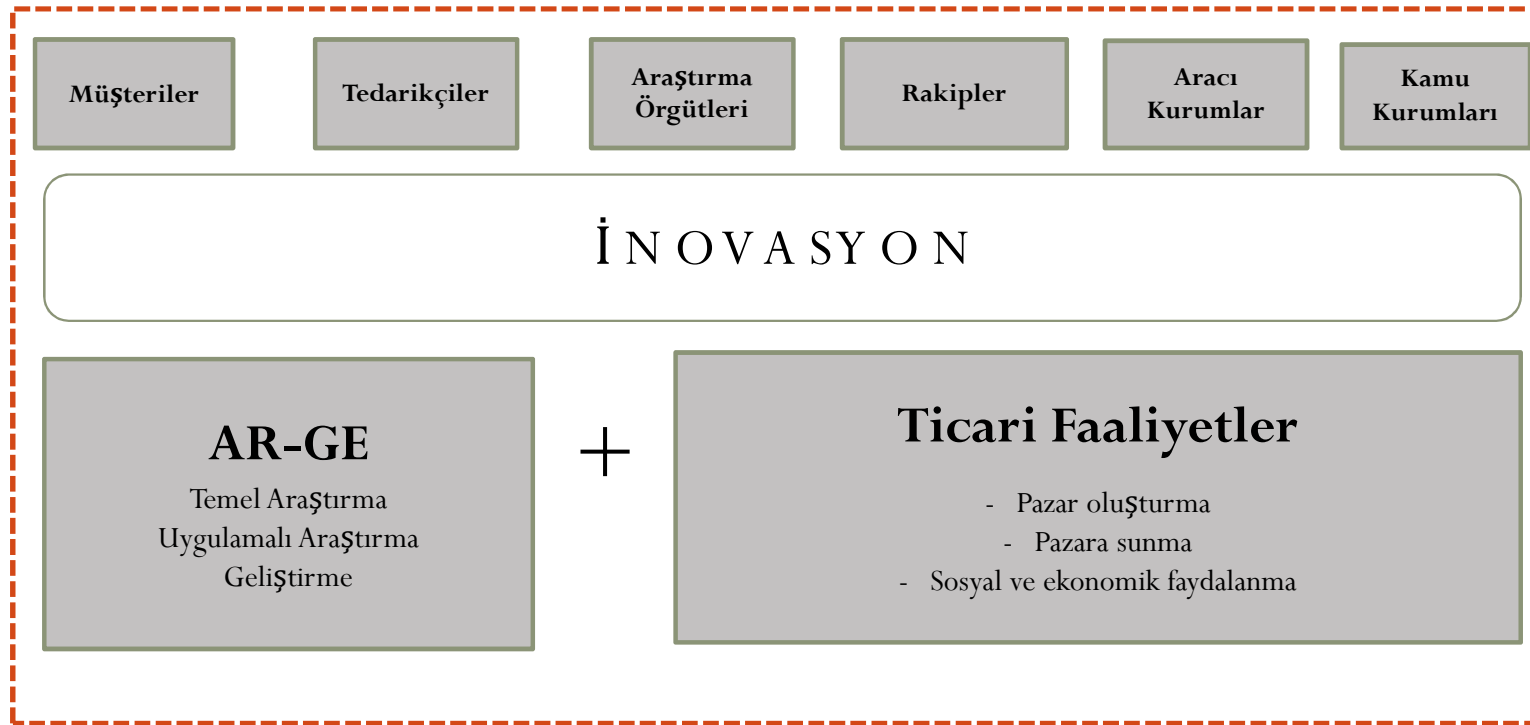 Müşteriler
Tedarikçiler
Araştırma
Örgütleri
Rakipler
Aracı
Kurumlar
Kamu
Kurumları
İNOVASYON
AR-GE
Temel Araştırma
Uygulamalı Araştırma
Geliştirme
+
Ticari Faaliyetler
- Pazar oluşturma
- Pazara sunma
- Sosyal ve ekonomik faydalanma